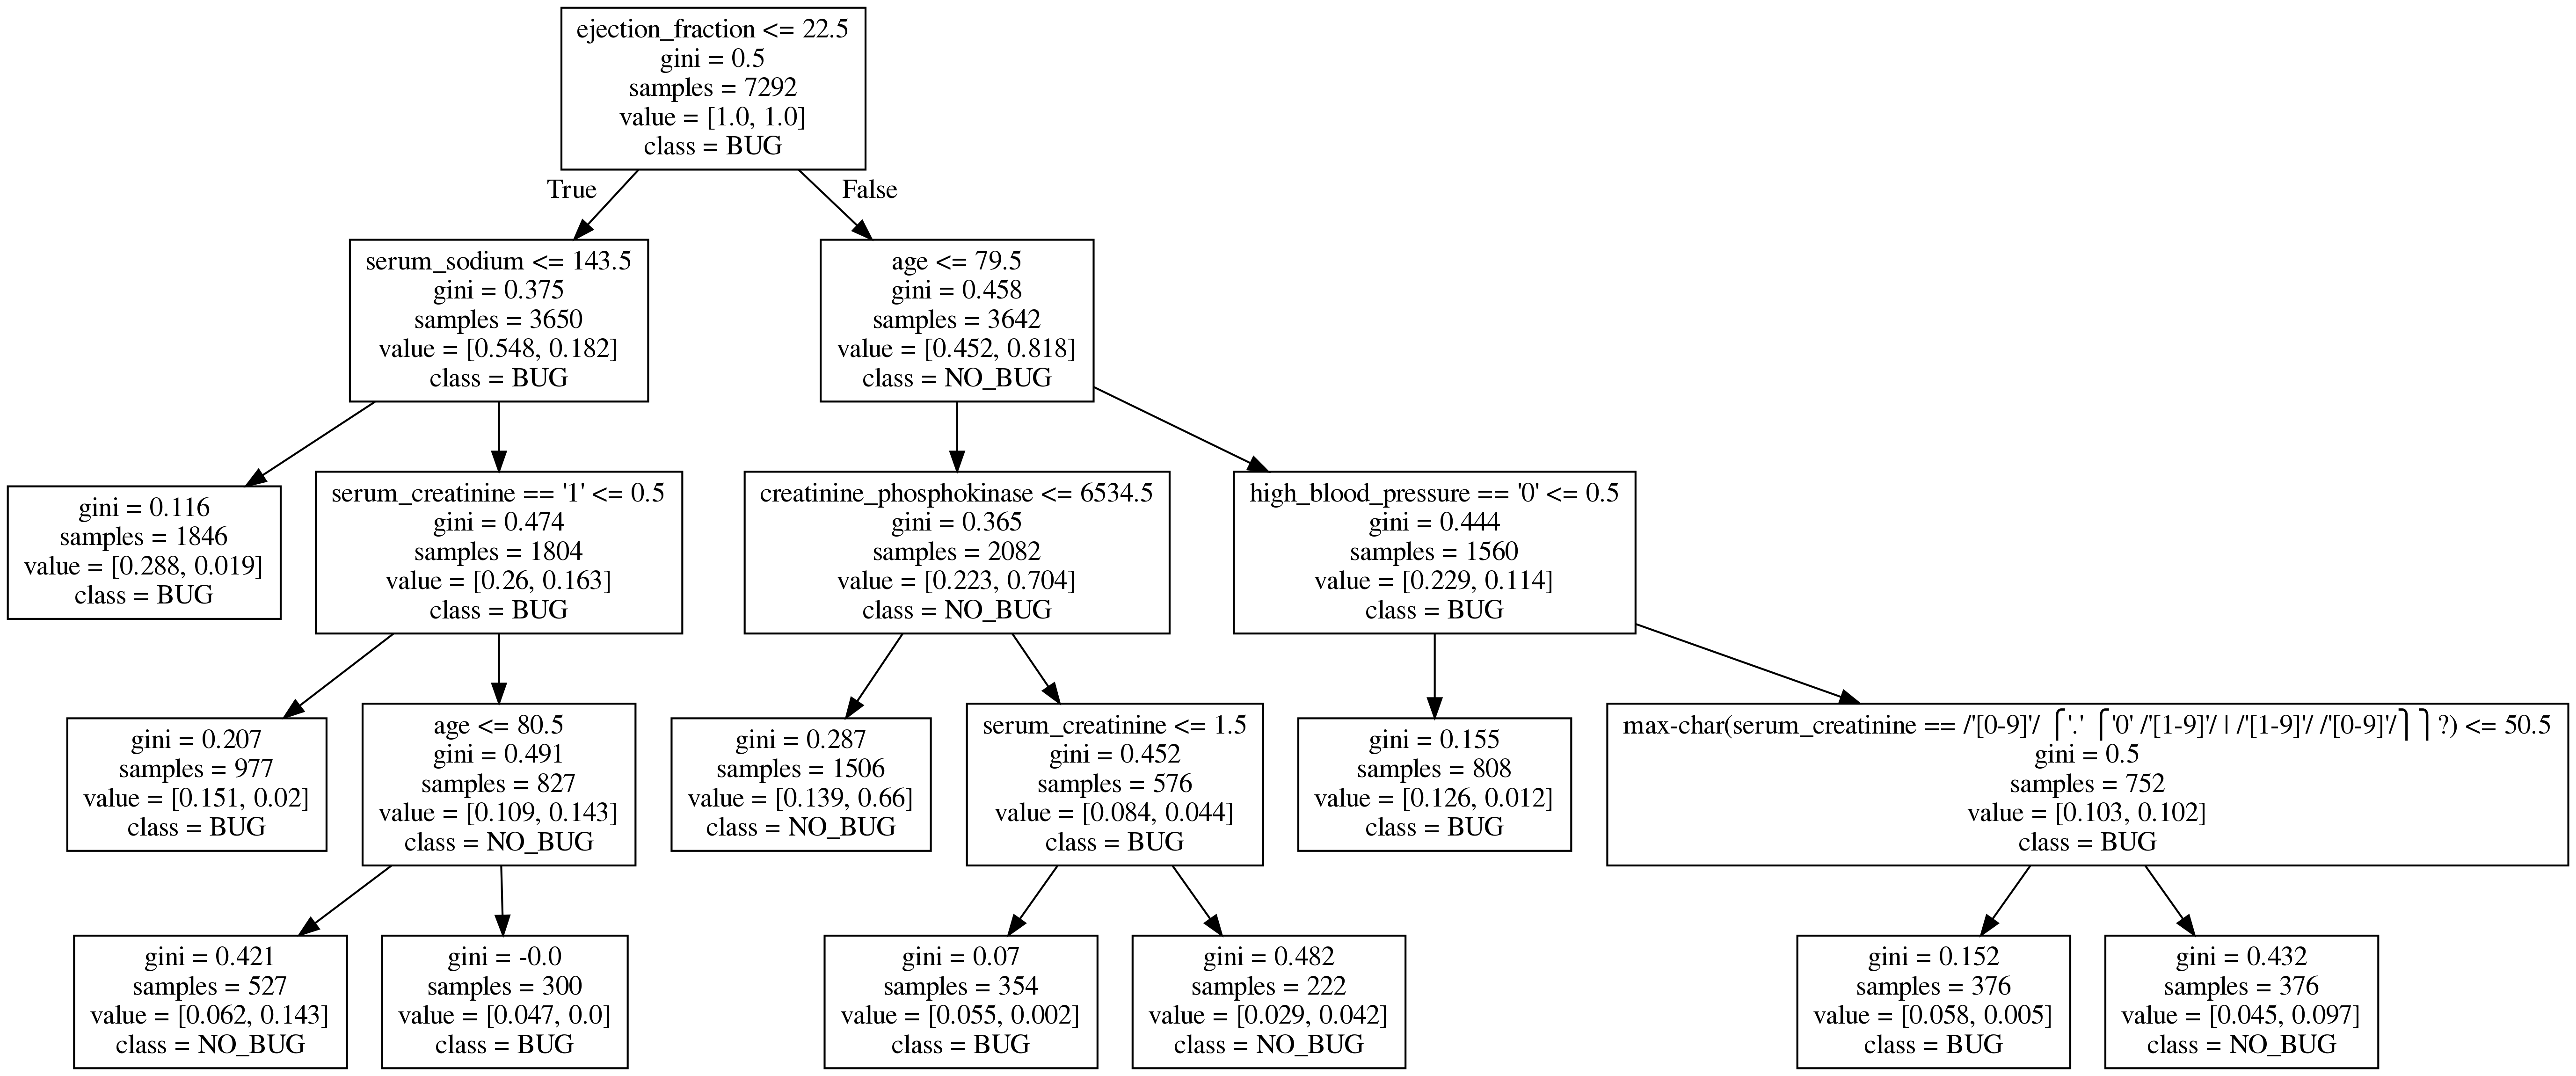 ejection_fraction <= 22.5
gini = 0.5
samples = 7292
value = [1.0, 1.0]
class = BUG
True
False
serum_sodium <= 143.5
gini = 0.375
samples = 3650
value = [0.548, 0.182]
class = BUG
age <= 79.5
gini = 0.458
samples = 3642
value = [0.452, 0.818]
class = NO_BUG
gini = 0.116
samples = 1846
value = [0.288, 0.019]
class = BUG
serum_creatinine == '1' <= 0.5
gini = 0.474
samples = 1804
value = [0.26, 0.163]
class = BUG
creatinine_phosphokinase <= 6534.5
gini = 0.365
samples = 2082
value = [0.223, 0.704]
class = NO_BUG
high_blood_pressure == '0' <= 0.5
gini = 0.444
samples = 1560
value = [0.229, 0.114]
class = BUG
gini = 0.207
samples = 977
value = [0.151, 0.02]
class = BUG
age <= 80.5
gini = 0.491
samples = 827
value = [0.109, 0.143]
class = NO_BUG
gini = 0.287
samples = 1506
value = [0.139, 0.66]
class = NO_BUG
serum_creatinine <= 1.5
gini = 0.452
samples = 576
value = [0.084, 0.044]
class = BUG
gini = 0.155
samples = 808
value = [0.126, 0.012]
class = BUG
max-char(serum_creatinine == /'[0-9]'/ ⎧'.' ⎧'0' /'[1-9]'/ | /'[1-9]'/ /'[0-9]'/⎫ ⎫ ?) <= 50.5
gini = 0.5
samples = 752
value = [0.103, 0.102]
class = BUG
gini = 0.421
samples = 527
value = [0.062, 0.143]
class = NO_BUG
gini = -0.0
samples = 300
value = [0.047, 0.0]
class = BUG
gini = 0.07
samples = 354
value = [0.055, 0.002]
class = BUG
gini = 0.482
samples = 222
value = [0.029, 0.042]
class = NO_BUG
gini = 0.152
samples = 376
value = [0.058, 0.005]
class = BUG
gini = 0.432
samples = 376
value = [0.045, 0.097]
class = NO_BUG